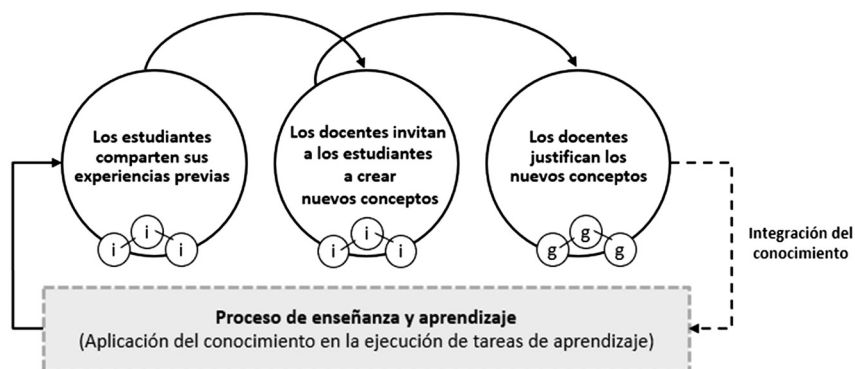 Los estudiantes
comparten sus
experiencias previas
i
i
i
Los docentes invitan
a los estudiantes
a crear
nuevos conceptos
i
i
i
Los docentes
justifican los
nuevos conceptos
g
g
g
Integración del
conocimiento
Proceso de enseñanza y aprendizaje
(Aplicación del conocimiento en la ejecución de tareas de aprendizaje)